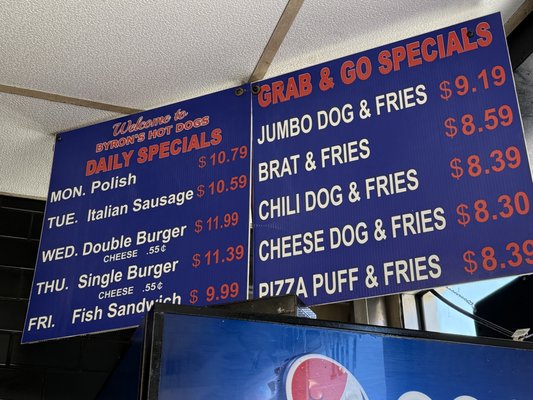 Welcome to
BYRON'S HOT DOGS
DAILY SPECIALS
MON. Polish $10.79
TUE. Italian Sausage $10.59
WED. Double Burger $11.99
CHEESE .55¢
THU. Single Burger $11.39
CHEESE .55¢
FRI. Fish Sandwich $9.99
GRAB & GO SPECIALS
JUMBO DOG & FRIES $9.19
BRAT & FRIES $8.59
CHILI DOG & FRIES $8.39
CHEESE DOG & FRIES $8.30
PIZZA PUFF & FRIES $8.39